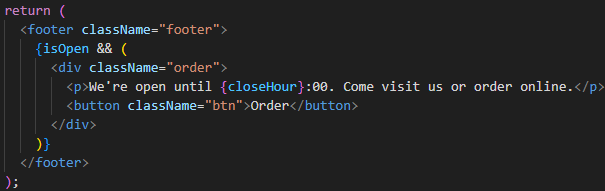 return (
<footer className="footer">
{isOpen && (
<div className="order">
<p>We're open until {closeHour}:00. Come visit us or order online.</p>
<button className="btn">Order</button>
</div>
)}
</footer>
);